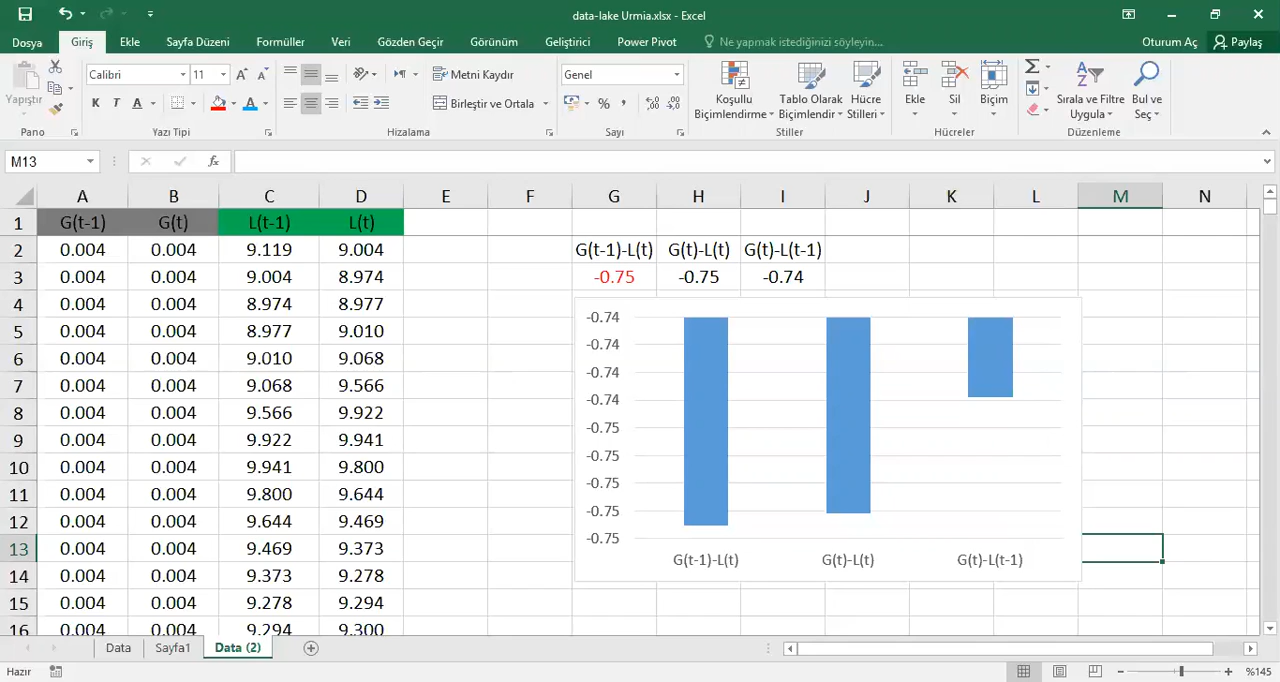 data-lake Urmia.xlsx - Excel
Dosya Giriş Ekle Sayfa Düzeni Formüller Veri Gözden Geçir Görünüm Geliştirici Power Pivot Ne yapmak istediğinizi söyleyin... Oturum Aç Paylaş
Yapıştır
Pano
Calibri 11
K T A A A
Yazı Tipi
Metni Kaydır
Birleştir ve Ortala
Hizalama
Genel
%
Sayı
Koşullu Biçimlendirme
Tablo Olarak Biçimlendir
Hücre Stilleri
Stiller
Ekle Sil Biçim
Hücreler
Sırala ve Filtre Uygula
Bul ve Seç
Düzenleme
M13 fx
A B C D E F G H I J K L M N
1 G(t-1) G(t) L(t-1) L(t)
2 0.004 0.004 9.119 9.004 G(t-1)-L(t) G(t)-L(t) G(t)-L(t-1)
3 0.004 0.004 9.004 8.974 -0.75 -0.75 -0.74
4 0.004 0.004 8.974 8.977
5 0.004 0.004 8.977 9.010
6 0.004 0.004 9.010 9.068
7 0.004 0.004 9.068 9.566
8 0.004 0.004 9.566 9.922
9 0.004 0.004 9.922 9.941
10 0.004 0.004 9.941 9.800
11 0.004 0.004 9.800 9.644
12 0.004 0.004 9.644 9.469
13 0.004 0.004 9.469 9.373
14 0.004 0.004 9.373 9.278
15 0.004 0.004 9.278 9.294
16 0.004 0.004 9.294 9.300
-0.74
-0.74
-0.74
-0.74
-0.75
-0.75
-0.75
-0.75
-0.75
G(t-1)-L(t) G(t)-L(t) G(t)-L(t-1)
Data Sayfa1 Data (2)
Hazır %145